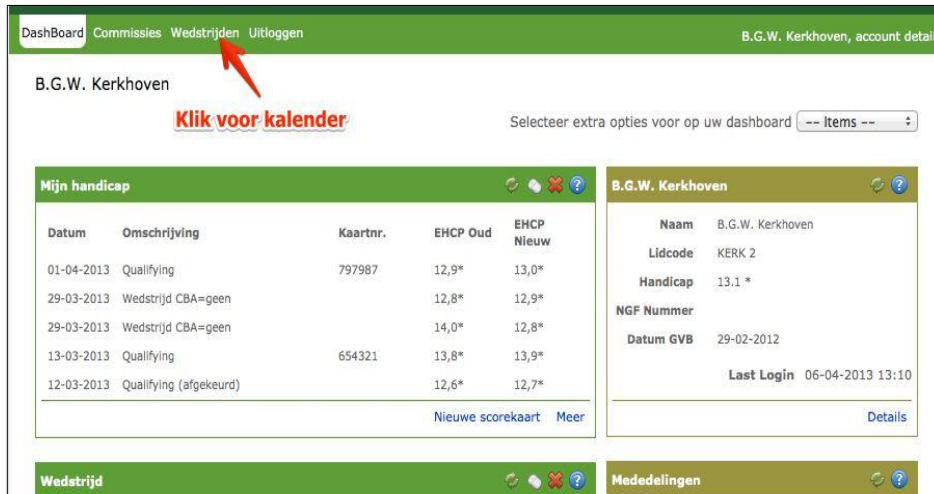 DashBoard Commissies Wedstrijden Uitloggen
B.G.W. Kerkhoven, account detail
B.G.W. Kerkhoven
Klik voor kalender
Selecteer extra opties voor op uw dashboard -- Items --
Mijn handicap
Datum Omschrijving Kaartnr. EHCP Oud EHCP Nieuw
01-04-2013 Qualifying 797987 12,9* 13,0*
29-03-2013 Wedstrijd CBA=geen 12,8* 12,9*
29-03-2013 Wedstrijd CBA=geen 14,0* 12,8*
13-03-2013 Qualifying 654321 13,8* 13,9*
12-03-2013 Qualifying (afgekeurd) 12,6* 12,7*
Nieuwe scorekaart Meer
B.G.W. Kerkhoven
Naam B.G.W. Kerkhoven
Lidcode KERK 2
Handicap 13.1 *
NGF Nummer
Datum GVB 29-02-2012
Last Login 06-04-2013 13:10
Details
Wedstrijd
Mededelingen